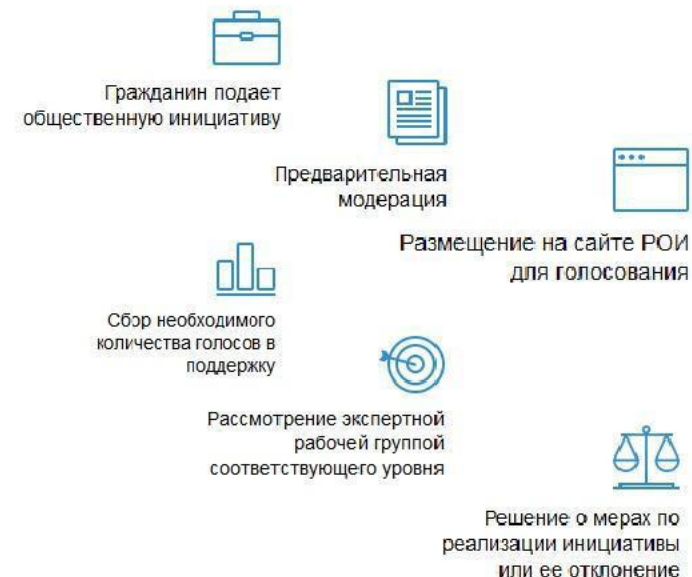 Гражданин подает
общественную инициативу
Предварительная
модерация
Размещение на сайте РОИ
для голосования
Сбор необходимого
количества голосов в
поддержку
Рассмотрение экспертной
рабочей группой
соответствующего уровня
Решение о мерах по
реализации инициативы
или ее отклонение